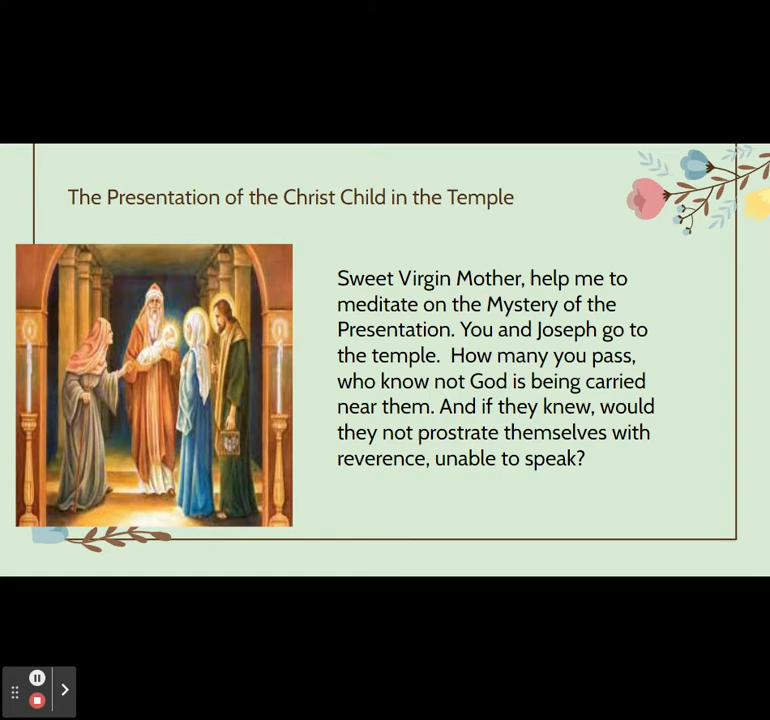 The Presentation of the Christ Child in the Temple
Sweet Virgin Mother, help me to
meditate on the Mystery of the
Presentation. You and Joseph go to
the temple.  How many you pass,
who know not God is being carried
near them. And if they knew, would
they not prostrate themselves with
reverence, unable to speak?